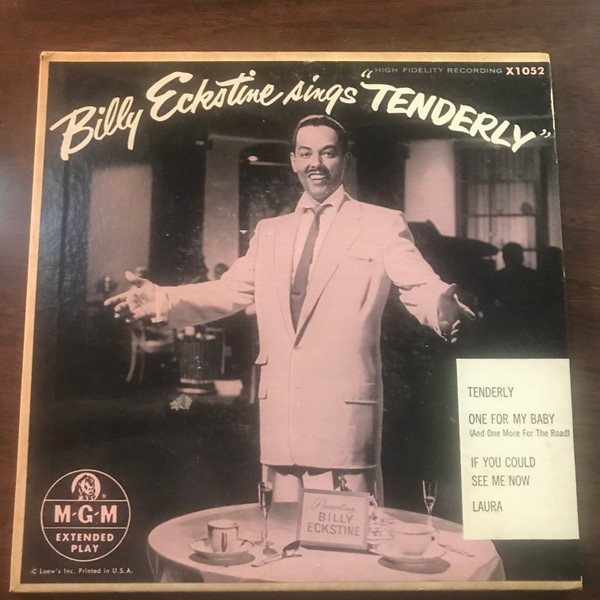 HIGH FIDELITY RECORDING X1052
Billy Eckstine sings "TENDERLY"
TENDERLY
ONE FOR MY BABY
(And One More For The Road)
IF YOU COULD
SEE ME NOW
LAURA
Presenting
BILLY
ECKSTINE
M-G-M
EXTENDED
PLAY
C Loew's Inc. Printed in U.S.A.